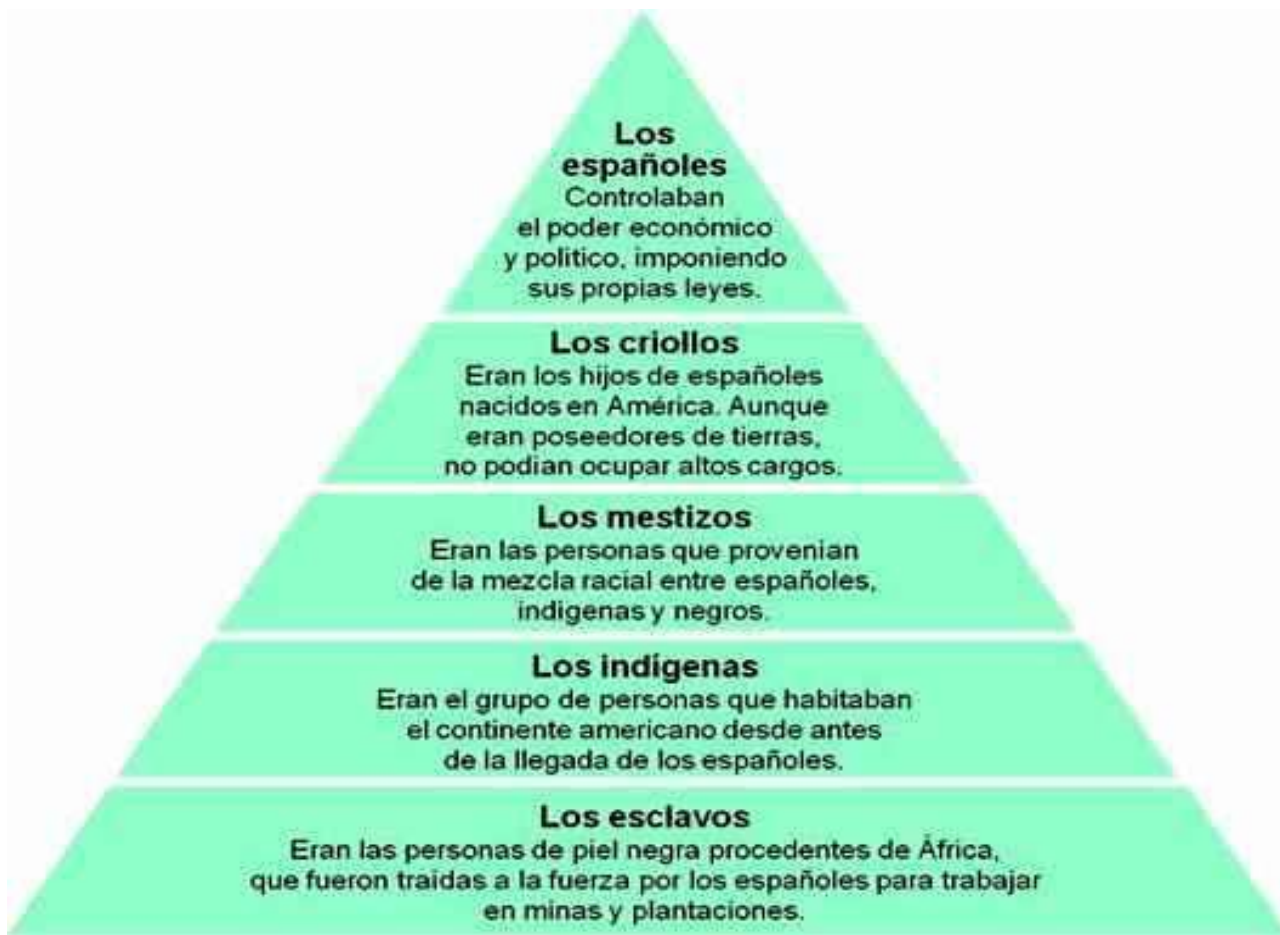 Los
españoles
Controlaban
el poder económico
y politico, imponiendo
sus propias leyes.
Los criollos
Eran los hijos de españoles
nacidos en América. Aunque
eran poseedores de tierras,
no podian ocupar altos cargos.
Los mestizos
Eran las personas que provenian
de la mezcla racial entre españoles,
indigenas y negros.
Los indígenas
Eran el grupo de personas que habitaban
el continente americano desde antes
de la llegada de los españoles.
Los esclavos
Eran las personas de piel negra procedentes de África,
que fueron traidas a la fuerza por los españoles para trabajar
en minas y plantaciones.